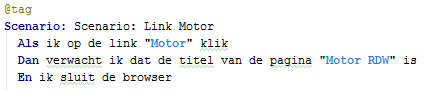 @tag
Scenario: Scenario: Link Motor
Als ik op de link "Motor" klik
Dan verwacht ik dat de titel van de pagina "Motor RDW" is
En ik sluit de browser